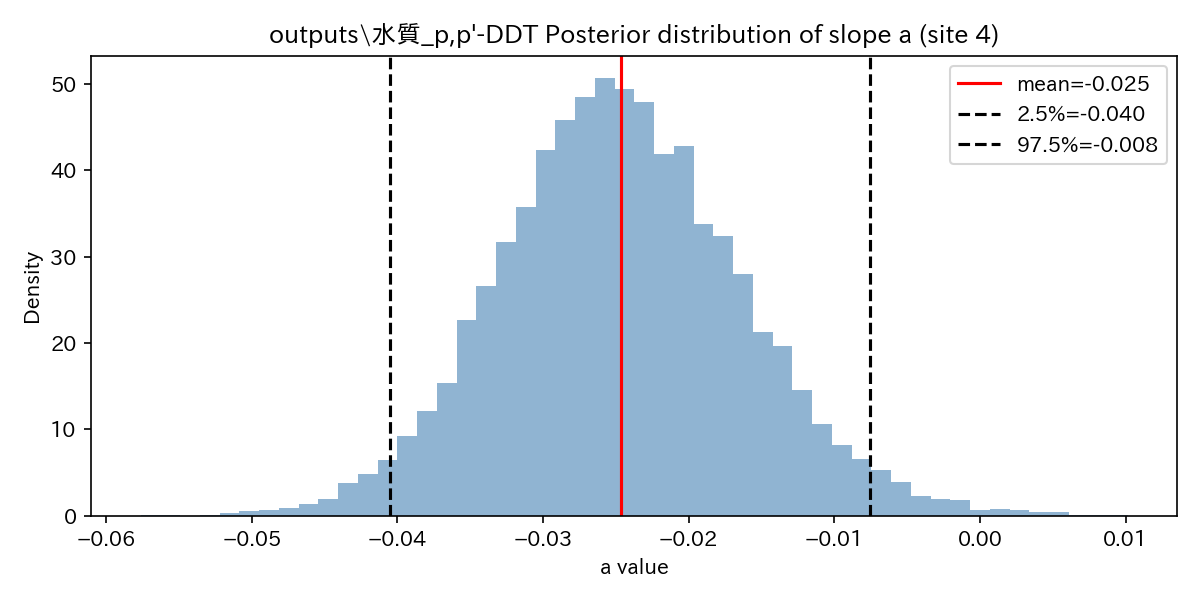 outputs\水質_p,p'-DDT Posterior distribution of slope a (site 4)
mean=-0.025
2.5%=-0.040
97.5%=-0.008
Density
50
40
30
20
10
0
−0.06 −0.05 −0.04 −0.03 −0.02 −0.01 0.00 0.01
a value